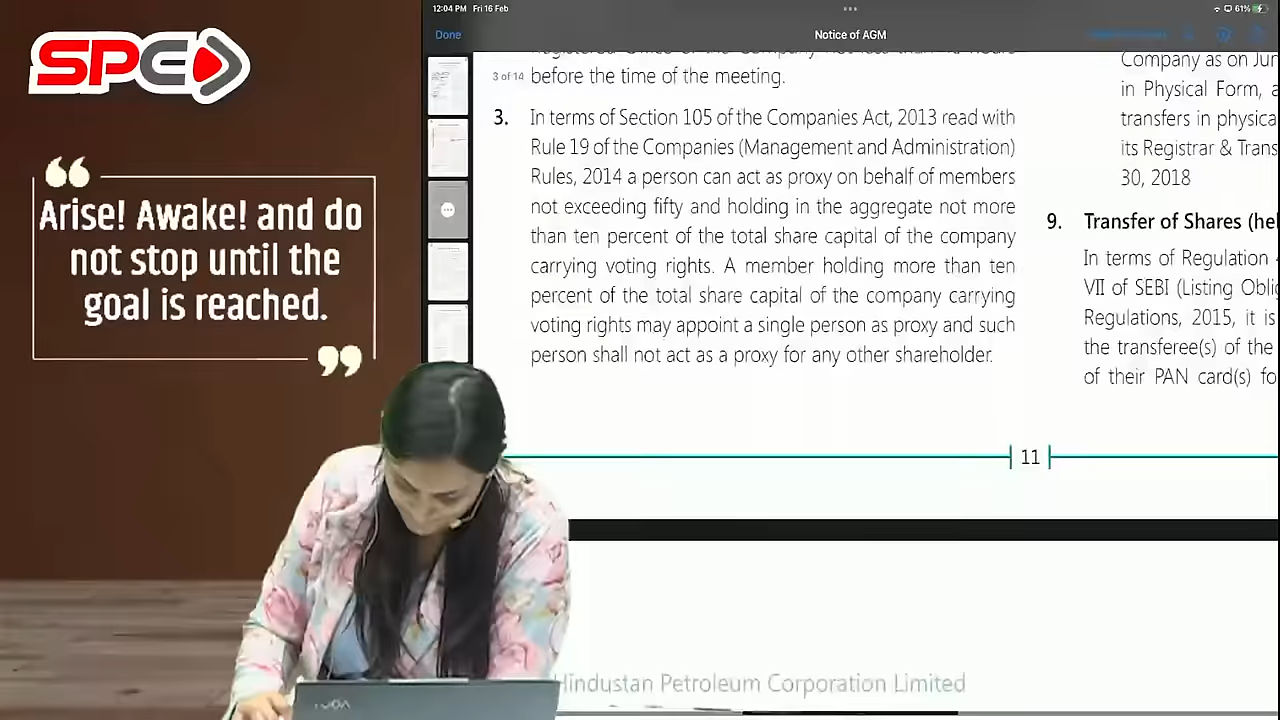 12:04 PM Fri 16 Feb
61%
Done
Notice of AGM
SPC
Arise! Awake! and do
not stop until the
goal is reached.
3 of 14
before the time of the meeting.
3. In terms of Section 105 of the Companies Act, 2013 read with
Rule 19 of the Companies (Management and Administration)
Rules, 2014 a person can act as proxy on behalf of members
not exceeding fifty and holding in the aggregate not more
than ten percent of the total share capital of the company
carrying voting rights. A member holding more than ten
percent of the total share capital of the company carrying
voting rights may appoint a single person as proxy and such
person shall not act as a proxy for any other shareholder.
Company as on Jun
in Physical Form, a
transfers in physica
its Registrar & Trans
10, 11, 18
9. Transfer of Shares (hel
In terms of Regulation
VII of SEBI (Listing Oblig
Regulations, 2015, it is
the transferee(s) of the
of their PAN card(s) fo
11
Hindustan Petroleum Corporation Limited